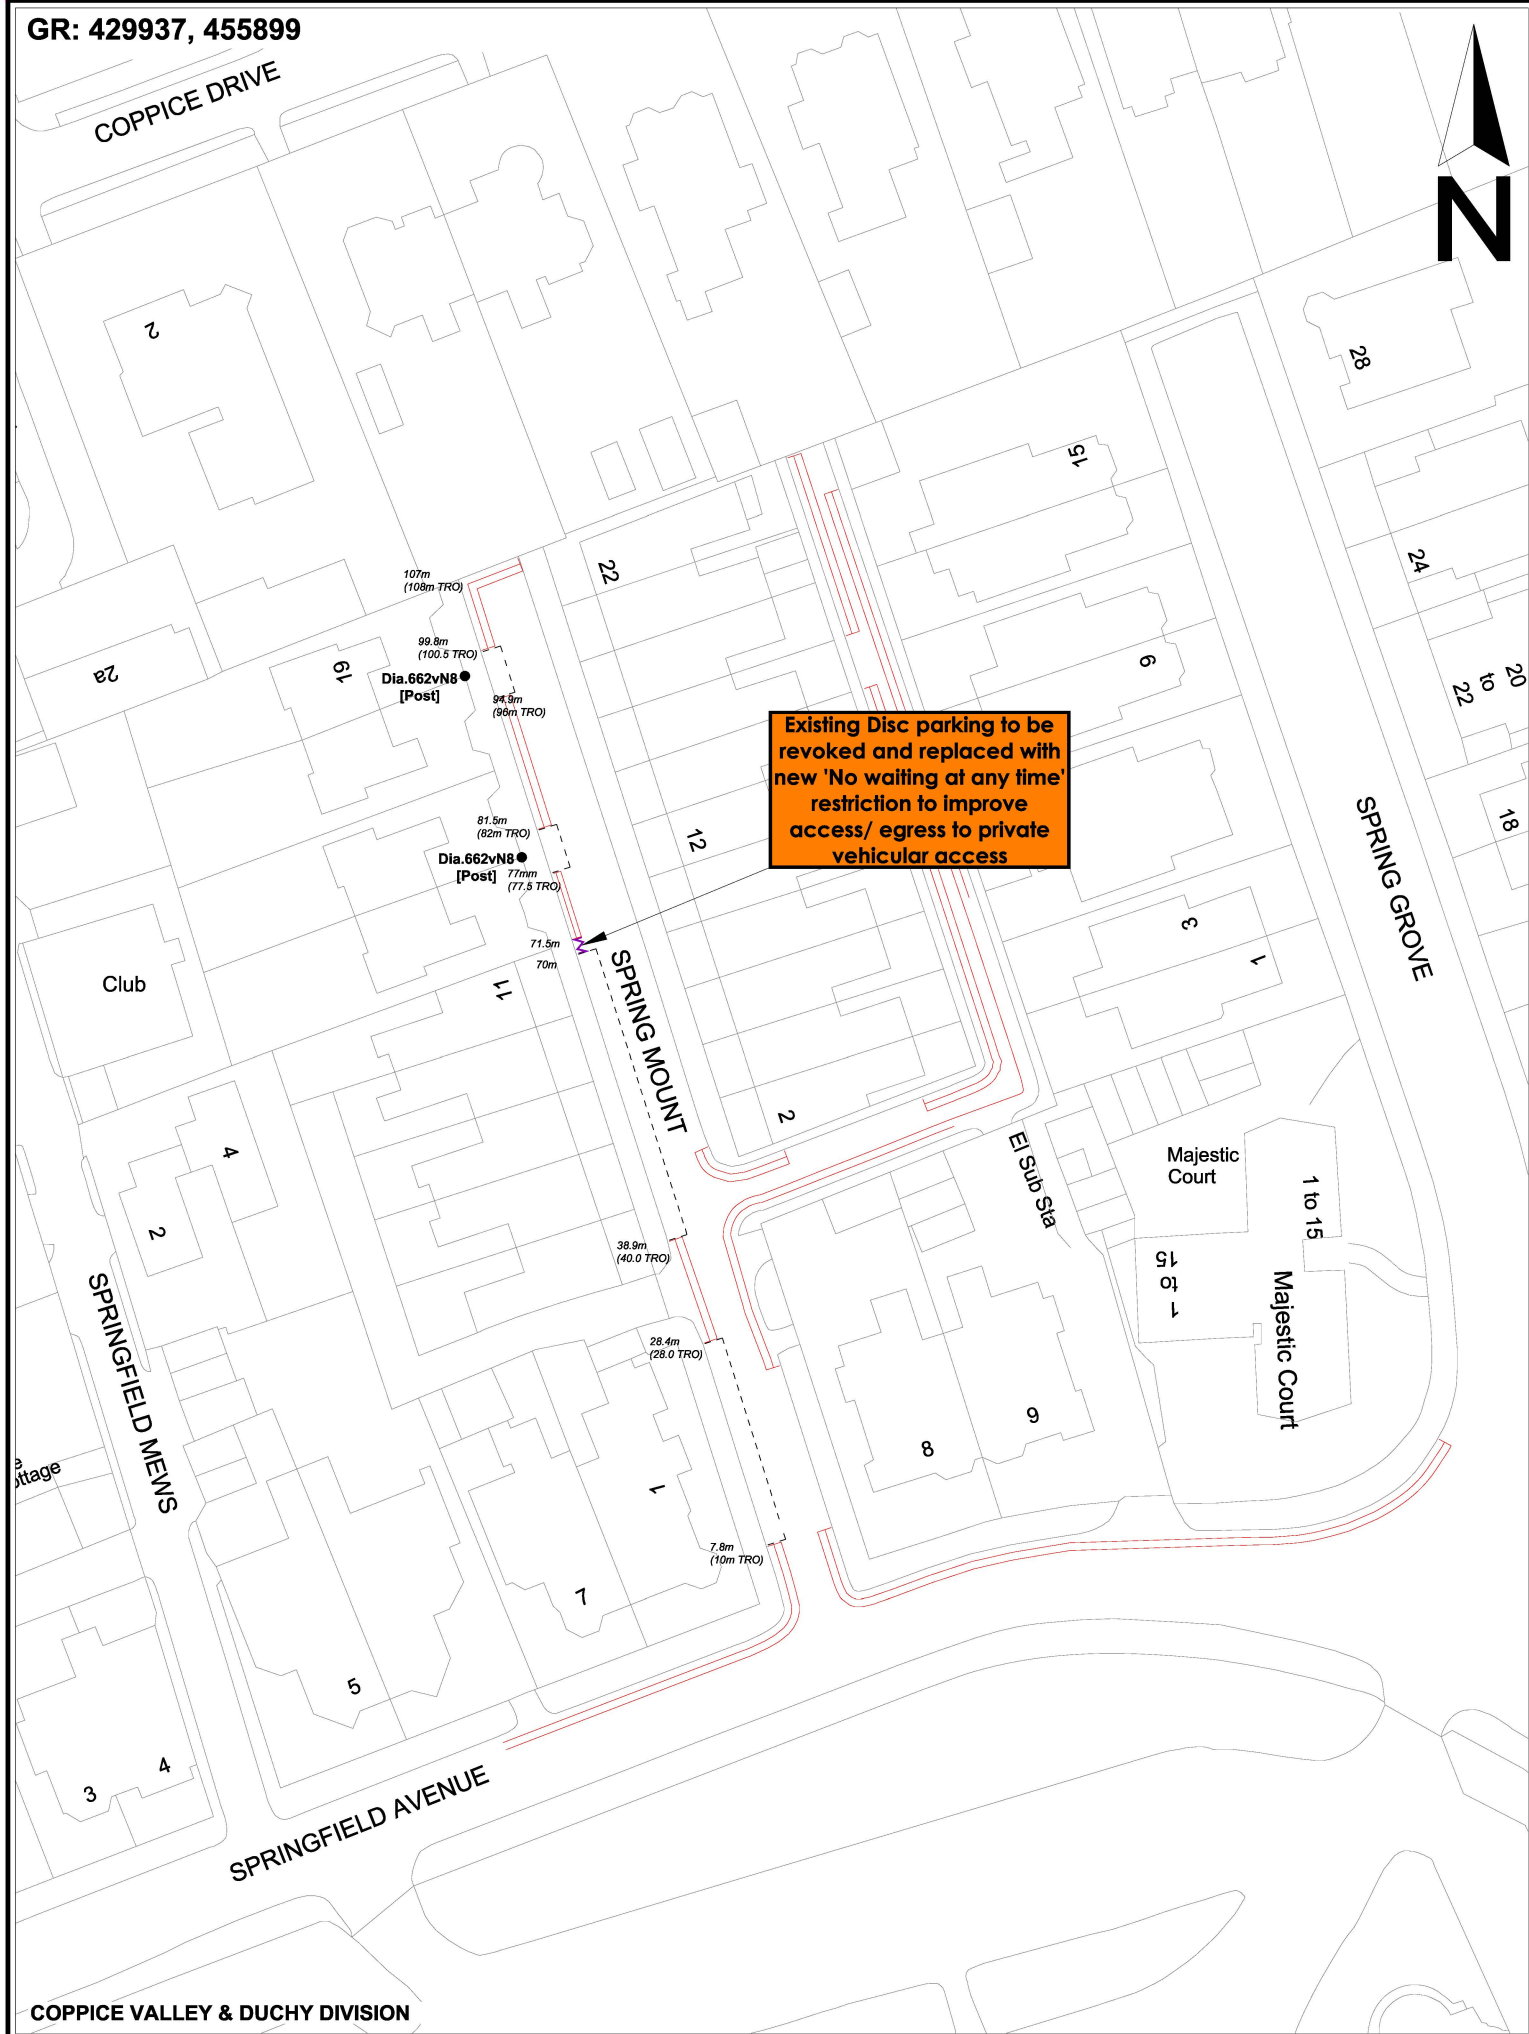 GR: 429937, 455899
COPPICE DRIVE
N
2
28
15
22
24
107m
(108m TRO)
99.8m
(100.5 TRO)
19
2a
9
20
to
22
Dia.662vN8
[Post]
94.9m
(96m TRO)
Existing Disc parking to be
revoked and replaced with
new 'No waiting at any time'
restriction to improve
access/ egress to private
vehicular access
81.5m
(82m TRO)
12
18
SPRING GROVE
Dia.662vN8
[Post]
77mm
(77.5 TRO)
3
1
71.5m
70m
Club
11
SPRING MOUNT
2
El Sub Sta
Majestic
Court
1 to 15
4
2
38.9m
(40.0 TRO)
1 to 15
Majestic Court
SPRINGFIELD MEWS
28.4m
(28.0 TRO)
9
8
e
ottage
1
7.8m
(10m TRO)
7
5
4
3
SPRINGFIELD AVENUE
COPPICE VALLEY & DUCHY DIVISION